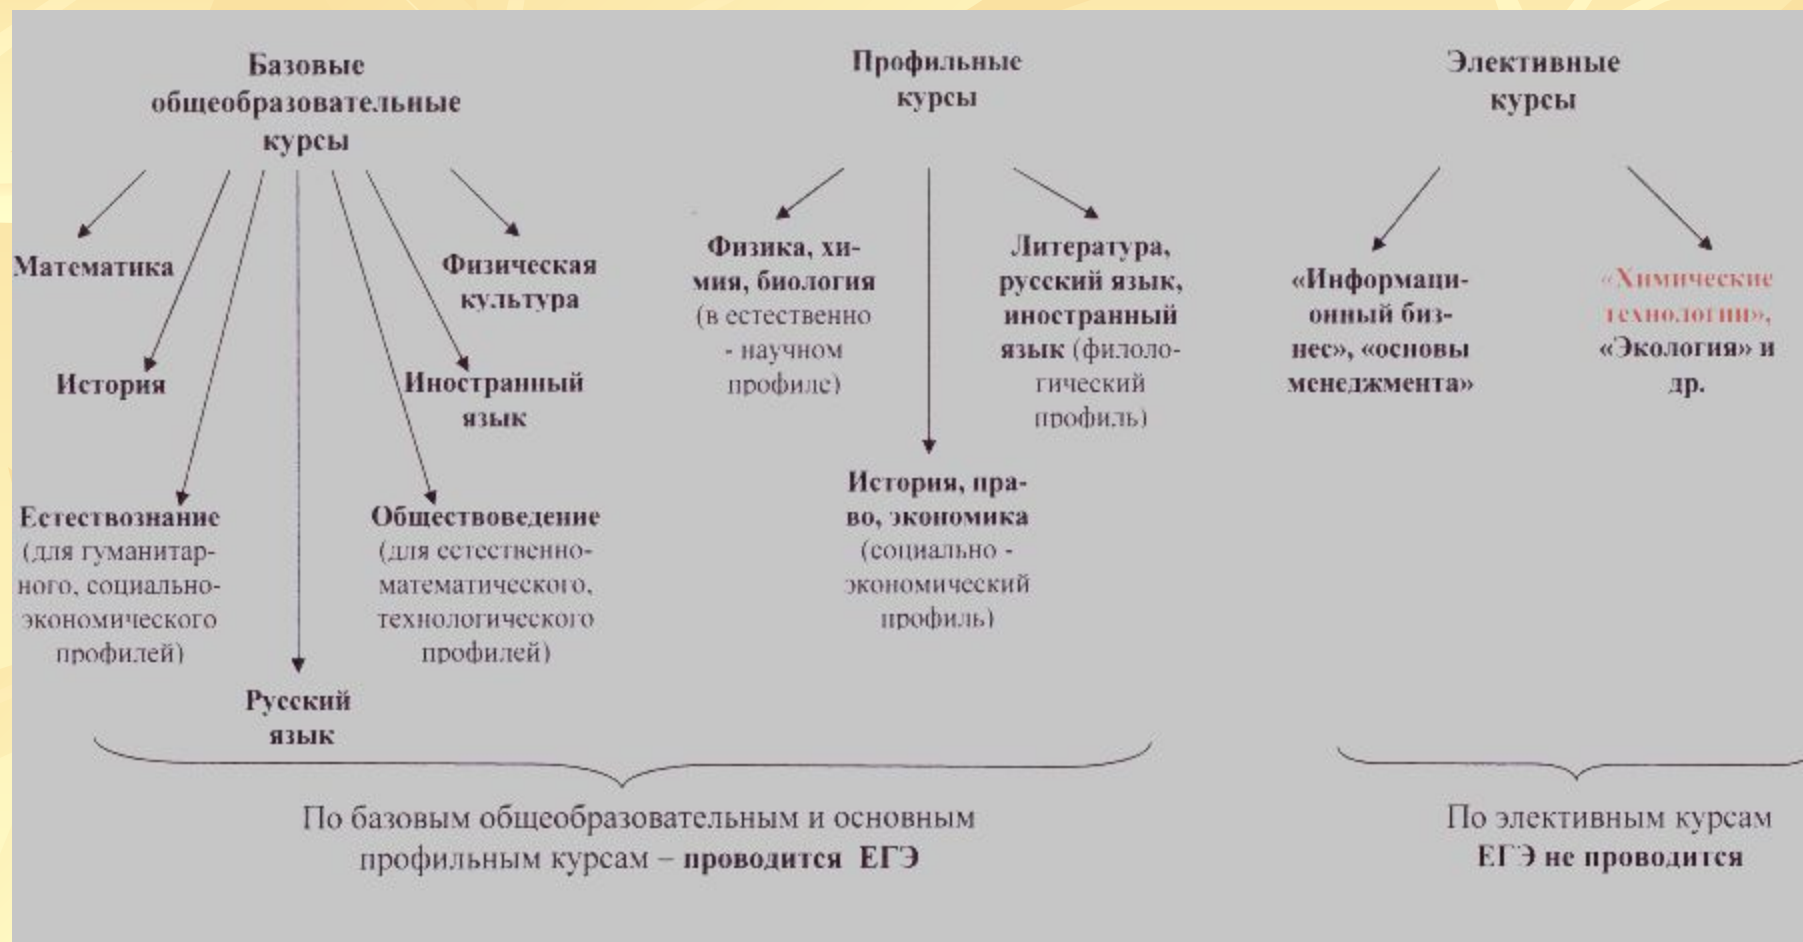 Базовые
общеобразовательные
курсы
Математика
История
Естествознание
(для гуманитар-
ного, социально-
экономического
профилей)
Русский
язык
Обществоведение
(для естественно-
математического,
технологического
профилей)
Иностранный
язык
Физическая
культура
Профильные
курсы
Физика, хи-
мия, биология
(в естественно
- научном
профиле)
История, пра-
во, экономика
(социально -
экономический
профиль)
Литература,
русский язык,
иностранный
язык (филоло-
гический
профиль)
Элективные
курсы
«Информаци-
онный биз-
нес», «основы
менеджмента»
«Химические
технологии»,
«Экология» и
др.
По базовым общеобразовательным и основным
профильным курсам – проводится ЕГЭ
По элективным курсам
ЕГЭ не проводится